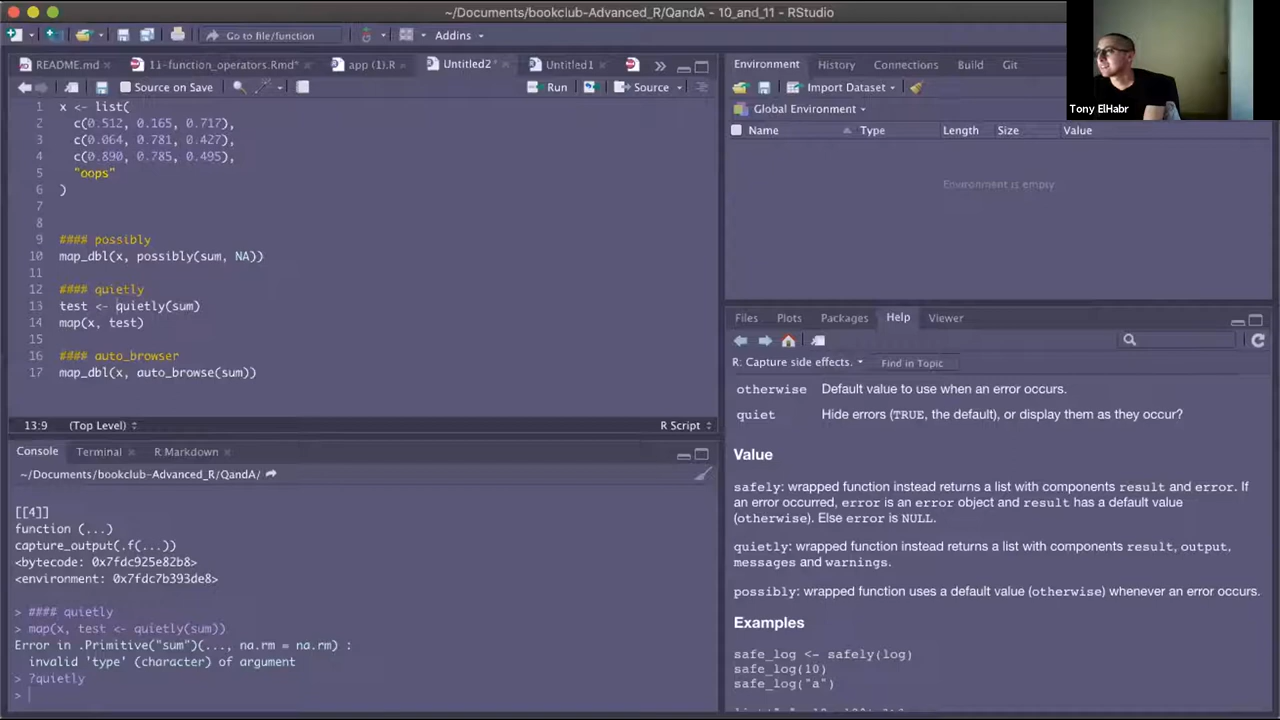 ~/Documents/bookclub-Advanced_R/QandA - 10_and_11 - RStudio
Go to file/function
Addins
README.md
11-function_operators.Rmd*
app (1).R
Untitled2*
Untitled1
Source on Save
Run
Source
1 x <- list(
2 c(0.512, 0.165, 0.717),
3 c(0.064, 0.781, 0.427),
4 c(0.890, 0.785, 0.495),
5 "oops"
6 )
7
8
9 #### possibly
10 map_dbl(x, possibly(sum, NA))
11
12 #### quietly
13 test <- quietly(sum)
14 map(x, test)
15
16 #### auto_browser
17 map_dbl(x, auto_browse(sum))
13:9 (Top Level)
R Script
Console
Terminal
R Markdown
~/Documents/bookclub-Advanced_R/QandA/
[[4]]
function (...)
capture_output(.f(...))
<bytecode: 0x7fdc925e82b8>
<environment: 0x7fdc7b393de8>
> #### quietly
> map(x, test <- quietly(sum))
Error in .Primitive("sum")(..., na.rm = na.rm) :
invalid 'type' (character) of argument
> ?quietly
>
Environment
History
Connections
Build
Git
Import Dataset
Global Environment
Name
Type
Length
Size
Value
Environment is empty
Files
Plots
Packages
Help
Viewer
R: Capture side effects.
Find in Topic
otherwise Default value to use when an error occurs.
quiet Hide errors (TRUE, the default), or display them as they occur?
Value
safely: wrapped function instead returns a list with components result and error. If
an error occurred, error is an error object and result has a default value
(otherwise). Else error is NULL.
quietly: wrapped function instead returns a list with components result, output,
messages and warnings.
possibly: wrapped function uses a default value (otherwise) whenever an error occurs.
Examples
safe_log <- safely(log)
safe_log(10)
safe_log("a")
Tony ElHabr